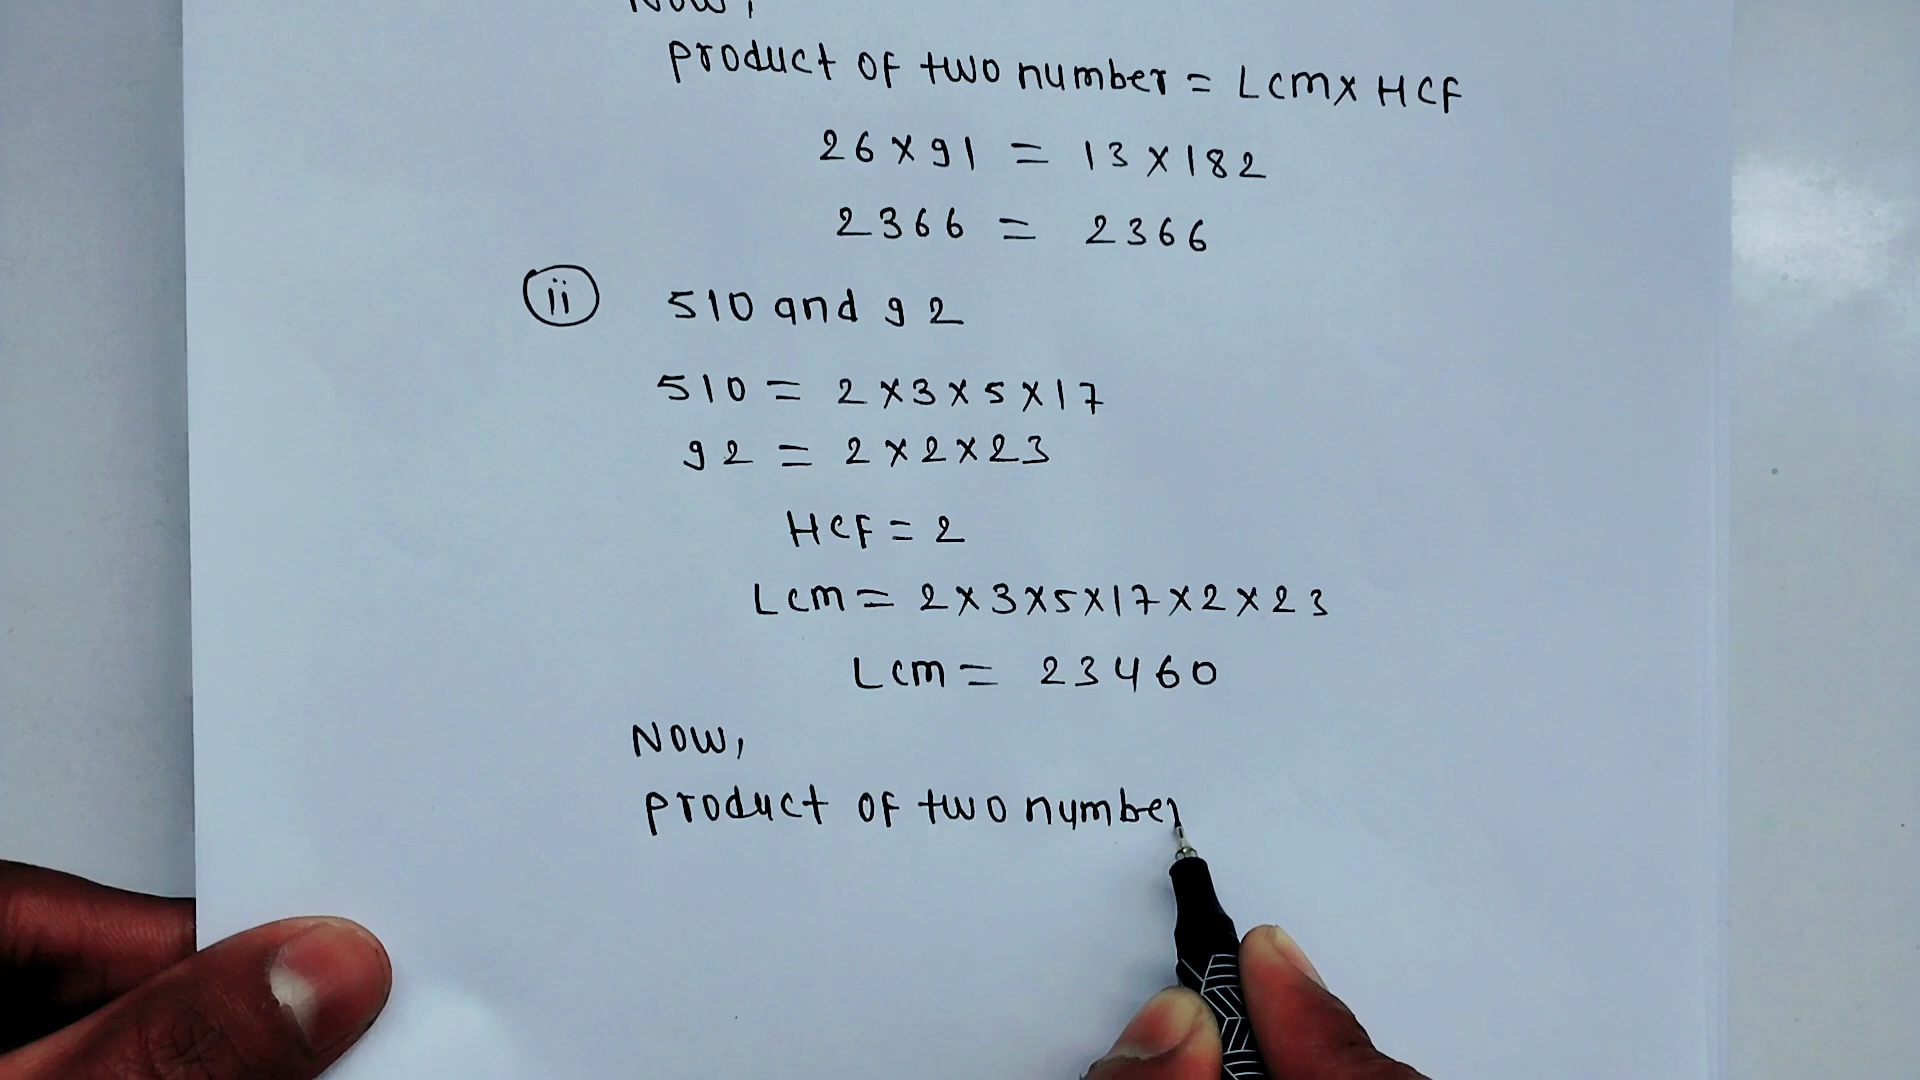 Now,
product of two number = Lcm x HCF
26 x 91 = 13 x 182
2366 = 2366
ii 510 and 92
510 = 2 x 3 x 5 x 17
92 = 2 x 2 x 23
HCF = 2
Lcm = 2 x 3 x 5 x 17 x 2 x 23
Lcm = 23460
Now,
product of two number